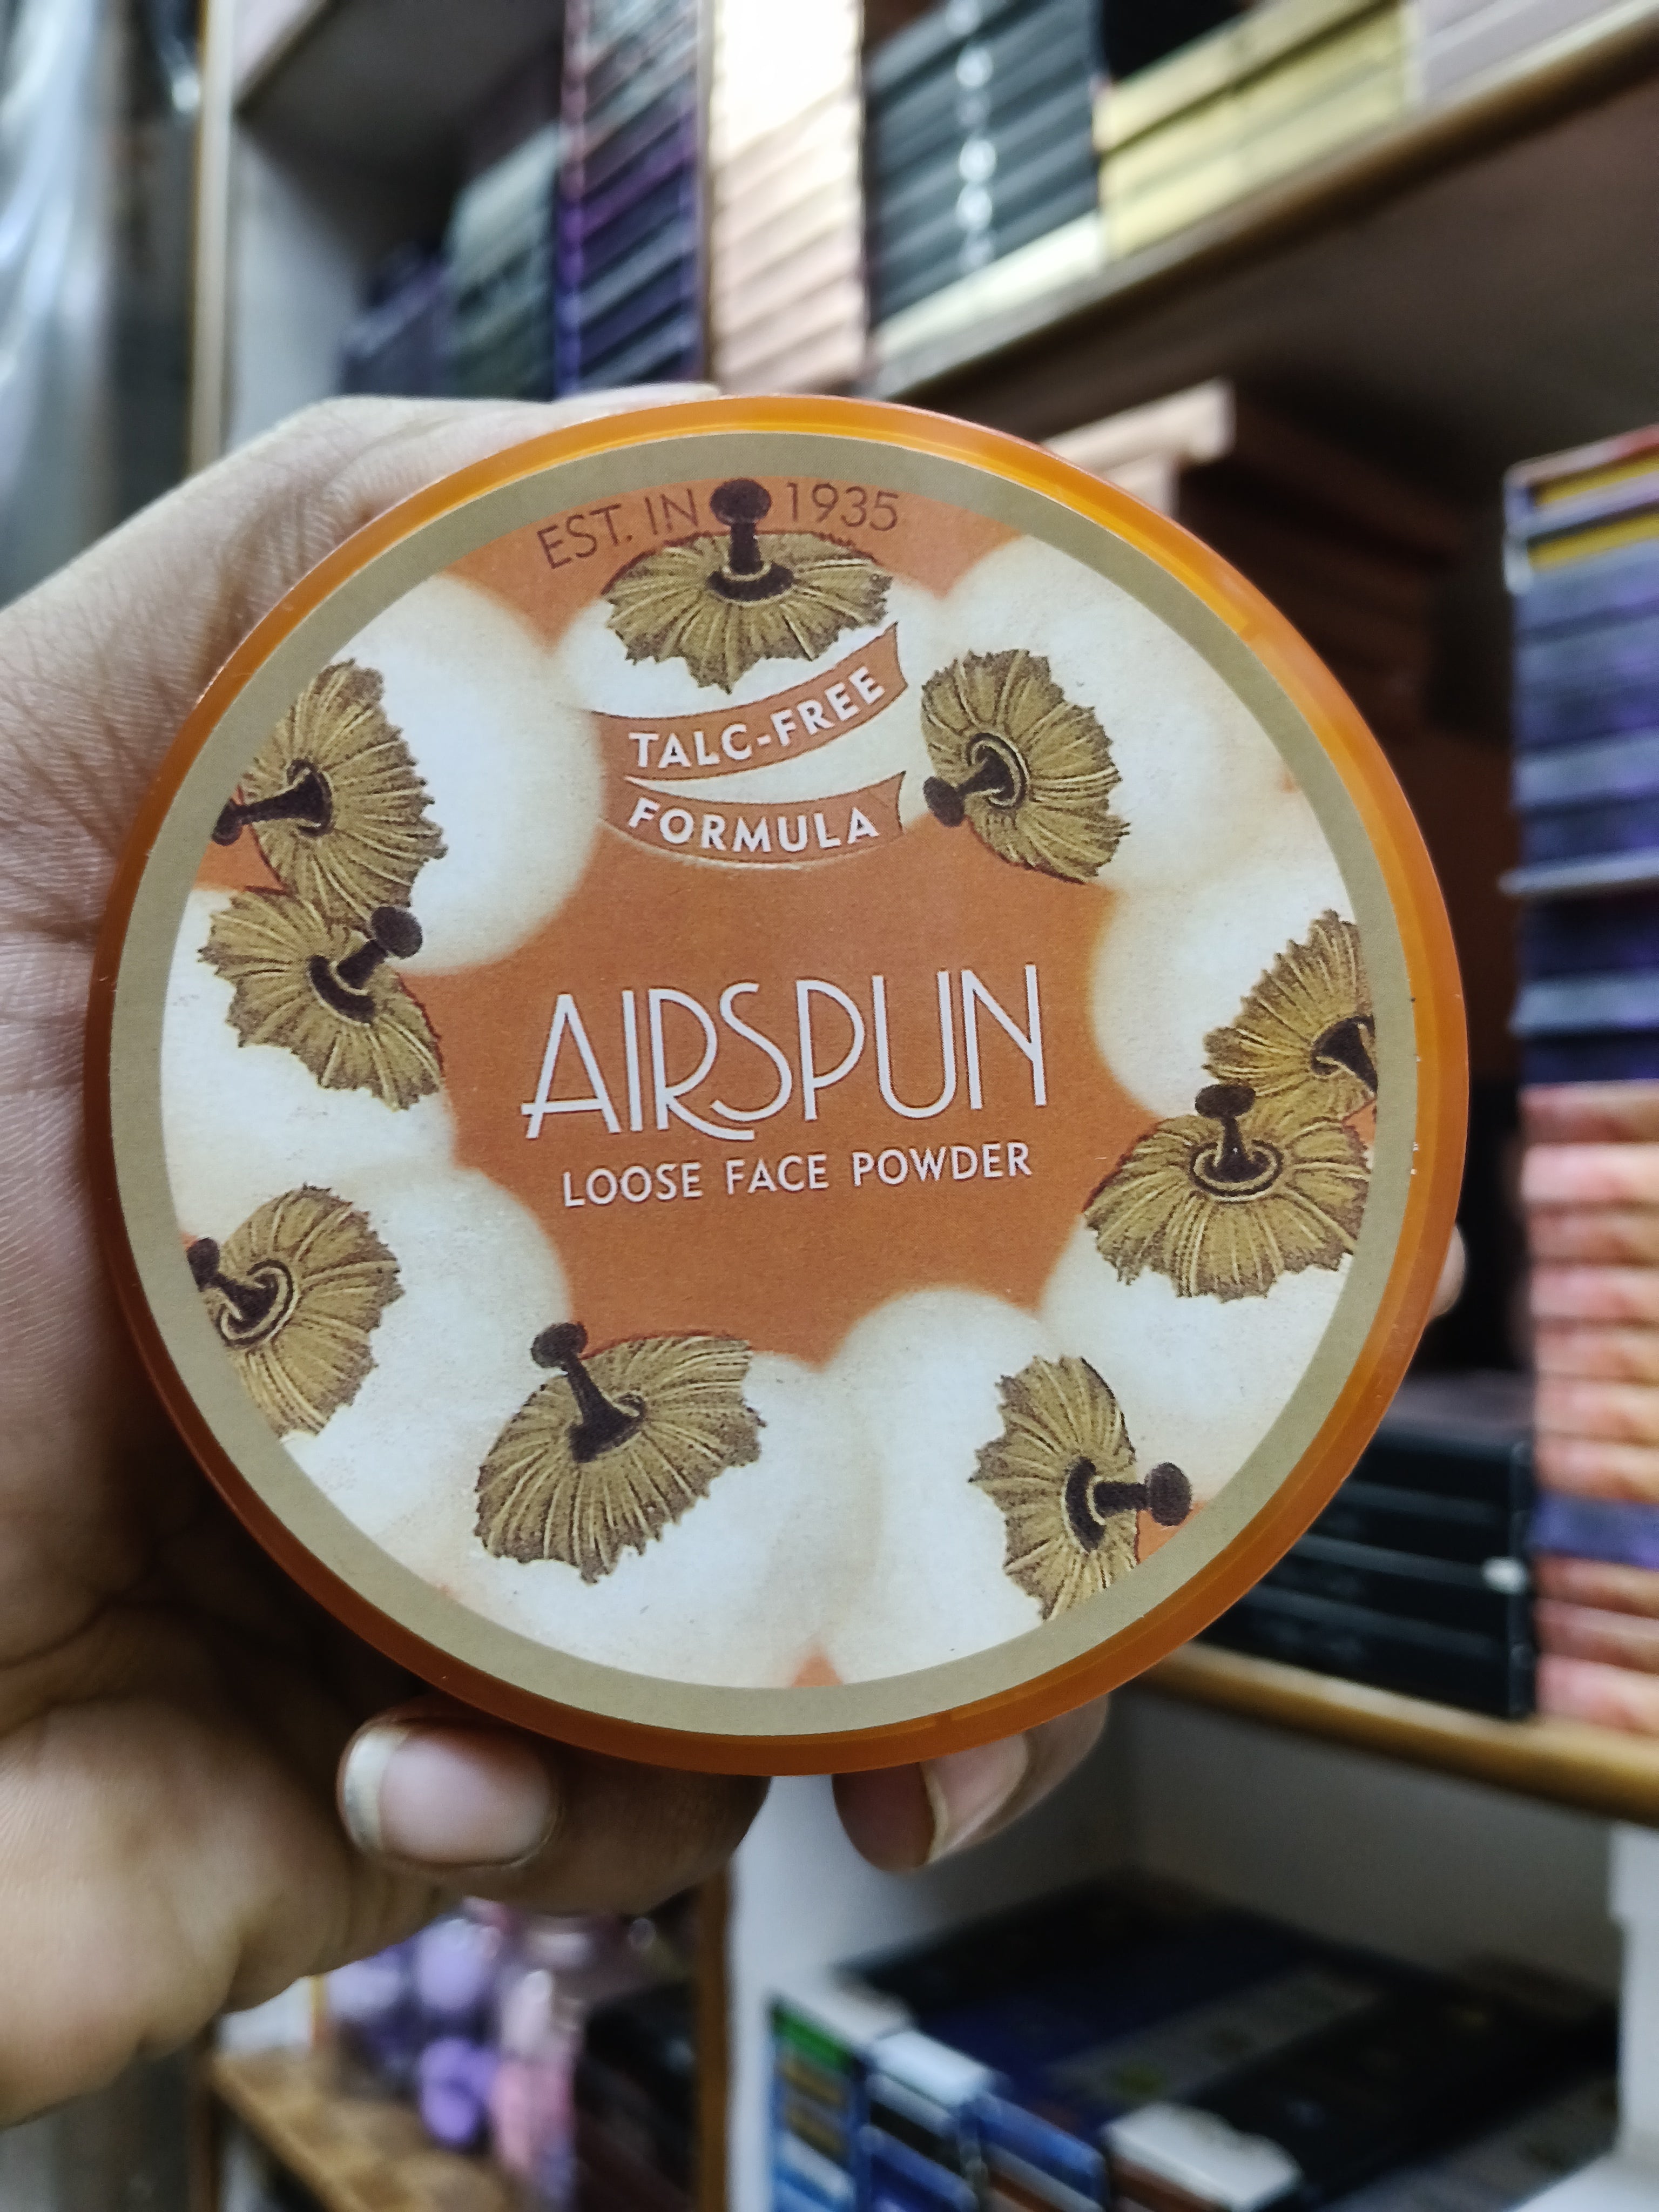 EST. IN 1935
TALC-FREE
FORMULA
AIRSPUN
LOOSE FACE POWDER